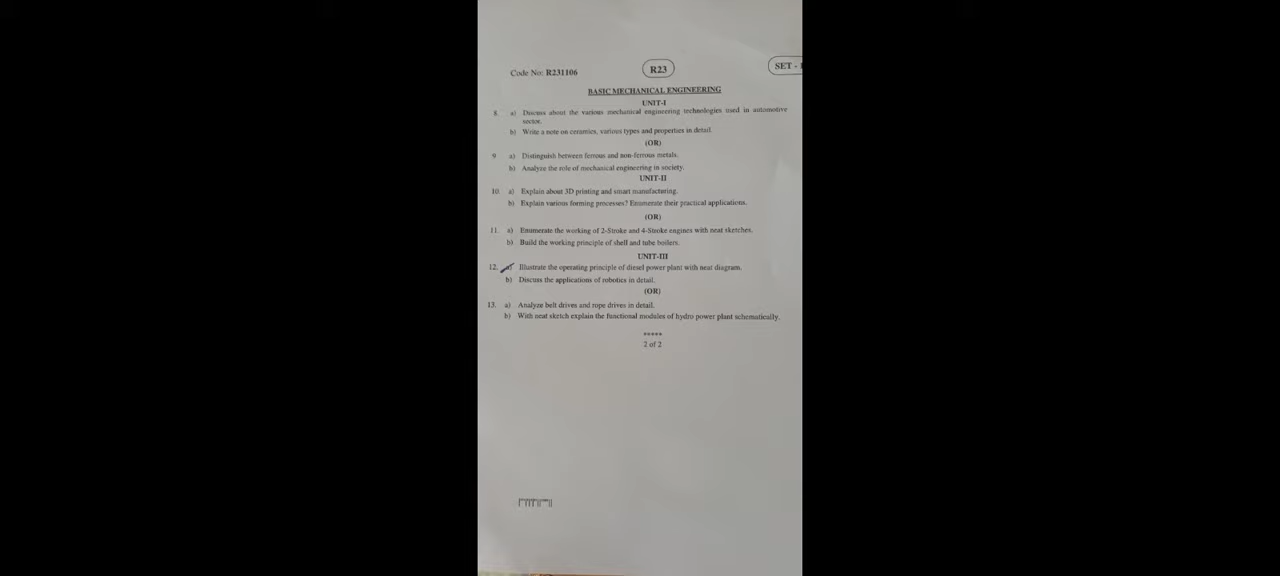 Code No: R231106
R23
SET -
BASIC MECHANICAL ENGINEERING
UNIT-I
8. a) Discuss about the various mechanical engineering technologies used in automotive
sector.
b) Write a note on ceramics, various types and properties in detail.
(OR)
9 a) Distinguish between ferrous and non-ferrous metals.
b) Analyze the role of mechanical engineering in society.
UNIT-II
10. a) Explain about 3D printing and smart manufacturing.
b) Explain various forming processes? Enumerate their practical applications.
(OR)
11. a) Enumerate the working of 2-Stroke and 4-Stroke engines with neat sketches.
b) Build the working principle of shell and tube boilers.
UNIT-III
12. a) Illustrate the operating principle of diesel power plant with neat diagram.
b) Discuss the applications of robotics in detail.
(OR)
13. a) Analyze belt drives and rope drives in detail.
b) With neat sketch explain the functional modules of hydro power plant schematically.
*****
2 of 2